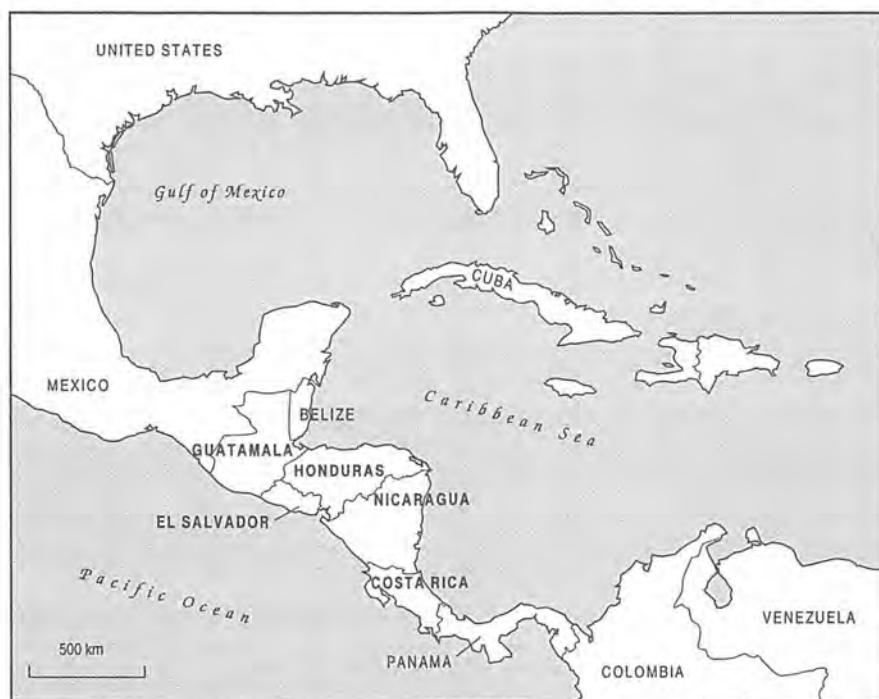 UNITED STATES
Gulf of Mexico
CUBA
MEXICO
BELIZE
Caribbean Sea
GUATAMALA
HONDURAS
NICARAGUA
EL SALVADOR
COSTA RICA
Pacific Ocean
VENEZUELA
500 km
PANAMA
COLOMBIA